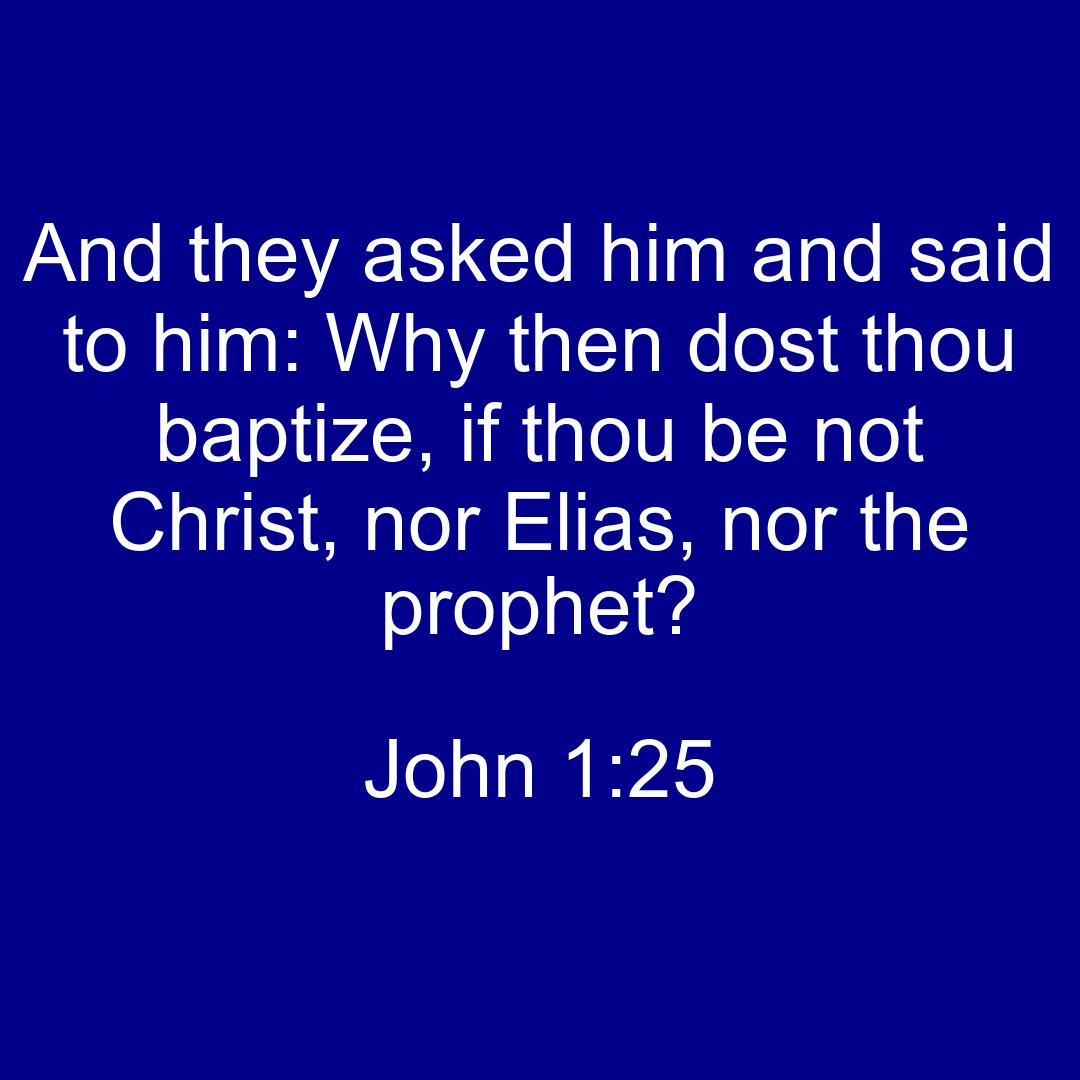 And they asked him and said
to him: Why then dost thou
baptize, if thou be not
Christ, nor Elias, nor the
prophet?
John 1:25